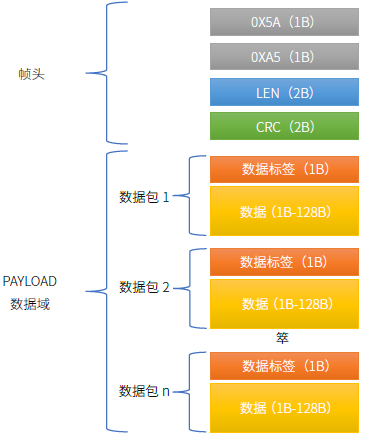 帧头
0X5A（1B）
0XA5（1B）
LEN（2B）
CRC（2B）
PAYLOAD
数据域
数据包 1
数据标签（1B）
数据（1B-128B）
数据包 2
数据标签（1B）
数据（1B-128B）
箤
数据包 n
数据标签（1B）
数据（1B-128B）